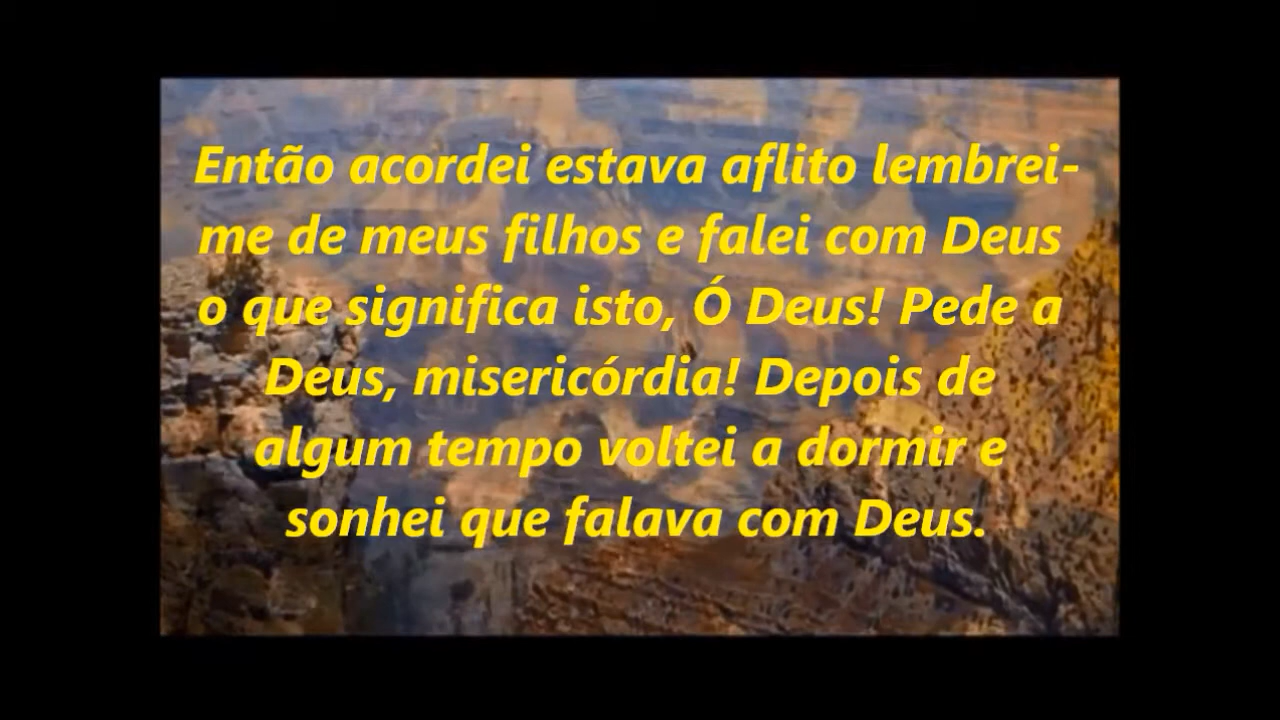 Então acordei estava aflito lembrei-
me de meus filhos e falei com Deus
o que significa isto, Ó Deus! Pede a
Deus, misericórdia! Depois de
algum tempo voltei a dormir e
sonhei que falava com Deus.